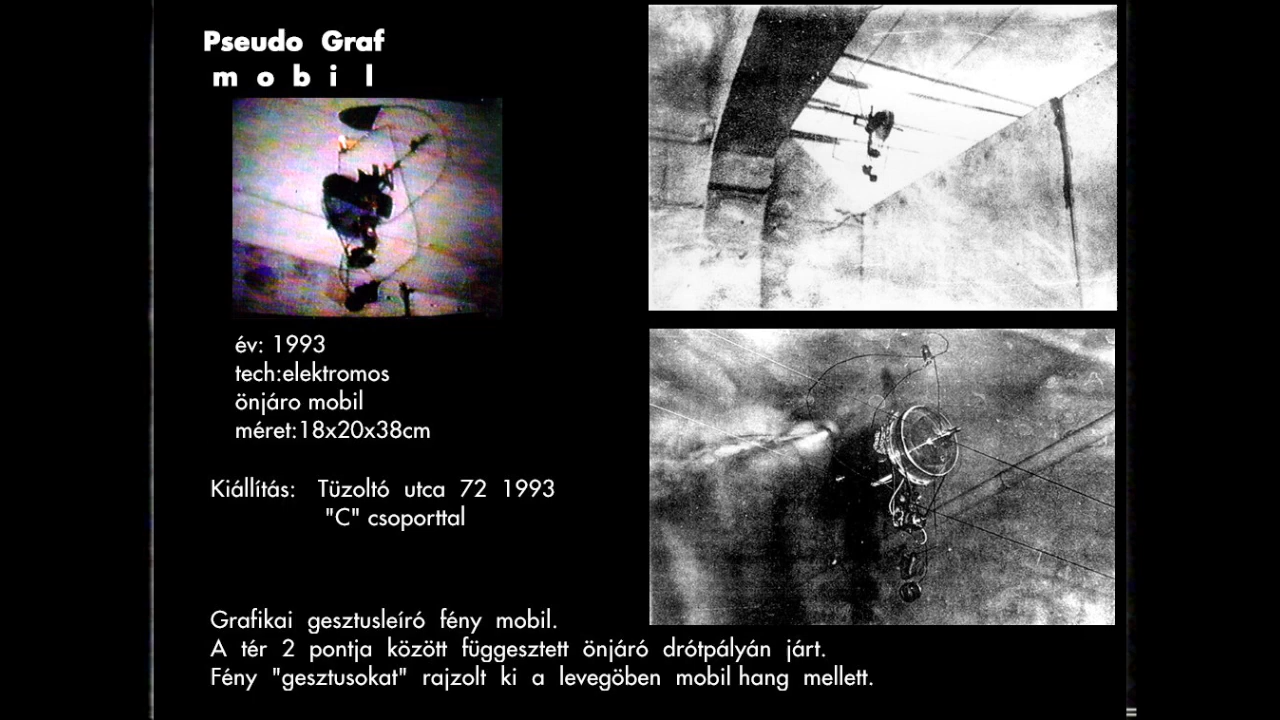 Pseudo Graf
mobil
év: 1993
tech:elektromos
önjáro mobil
méret:18x20x38cm
Kiállítás: Tüzoltó utca 72 1993
"C" csoporttal
Grafikai gesztusleíró fény mobil.
A tér 2 pontja között függesztett önjáró drótpályán járt.
Fény "gesztusokat" rajzolt ki a levegöben mobil hang mellett.